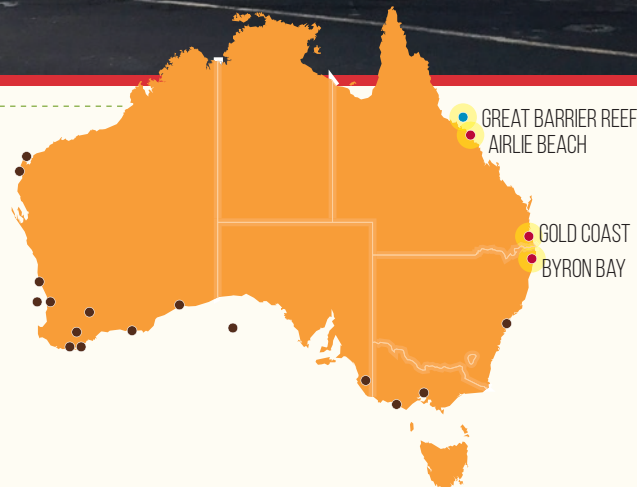 GREAT BARRIER REEF
AIRLIE BEACH
GOLD COAST
BYRON BAY